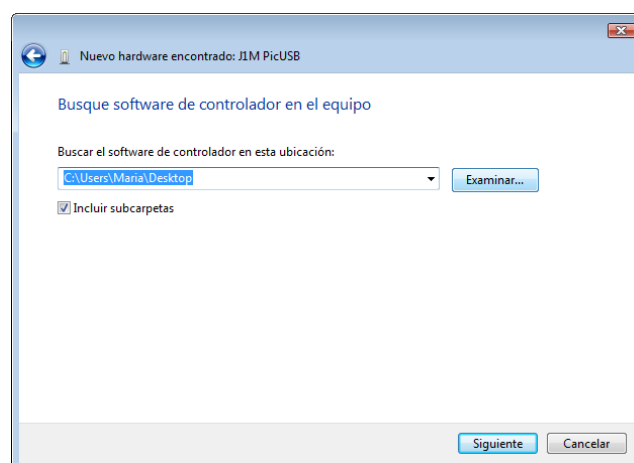 Nuevo hardware encontrado: J1M PicUSB
Busque software de controlador en el equipo
Buscar el software de controlador en esta ubicación:
C:\Users\Maria\Desktop
Examinar...
Incluir subcarpetas
Siguiente
Cancelar